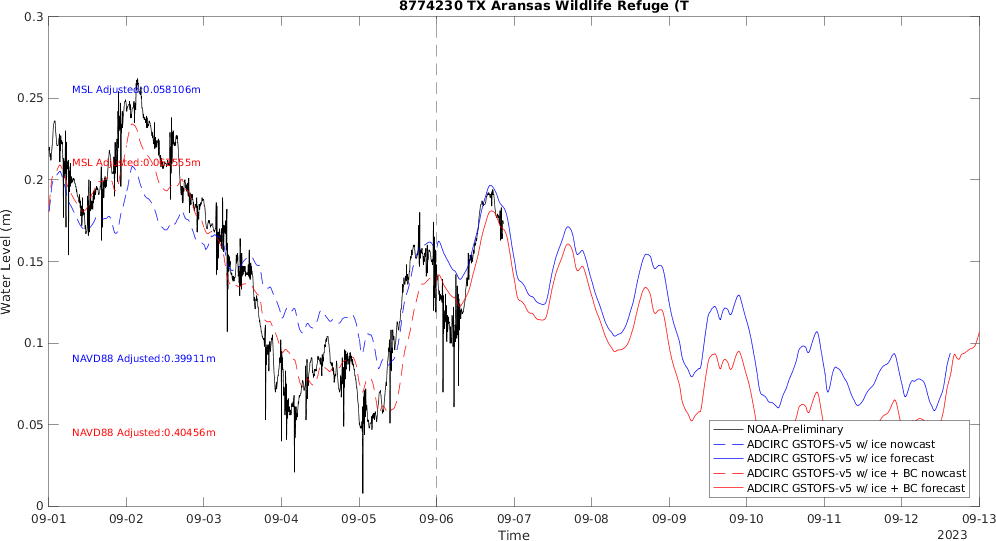 8774230 TX Aransas Wildlife Refuge (T
0.3
0.25
0.2
0.15
0.1
0.05
0
Water Level (m)
MSL Adjusted:0.058106m
MSL Adjusted:
NAVD88 Adjusted:0.39911m
NAVD88 Adjusted:0.40456m
NOAA-Preliminary
ADCIRC GSTOFS-v5 w/ ice nowcast
ADCIRC GSTOFS-v5 w/ ice forecast
ADCIRC GSTOFS-v5 w/ ice + BC nowcast
ADCIRC GSTOFS-v5 w/ ice + BC forecast
09-01 09-02 09-03 09-04 09-05 09-06 09-07 09-08 09-09 09-10 09-11 09-12 09-13
Time
2023